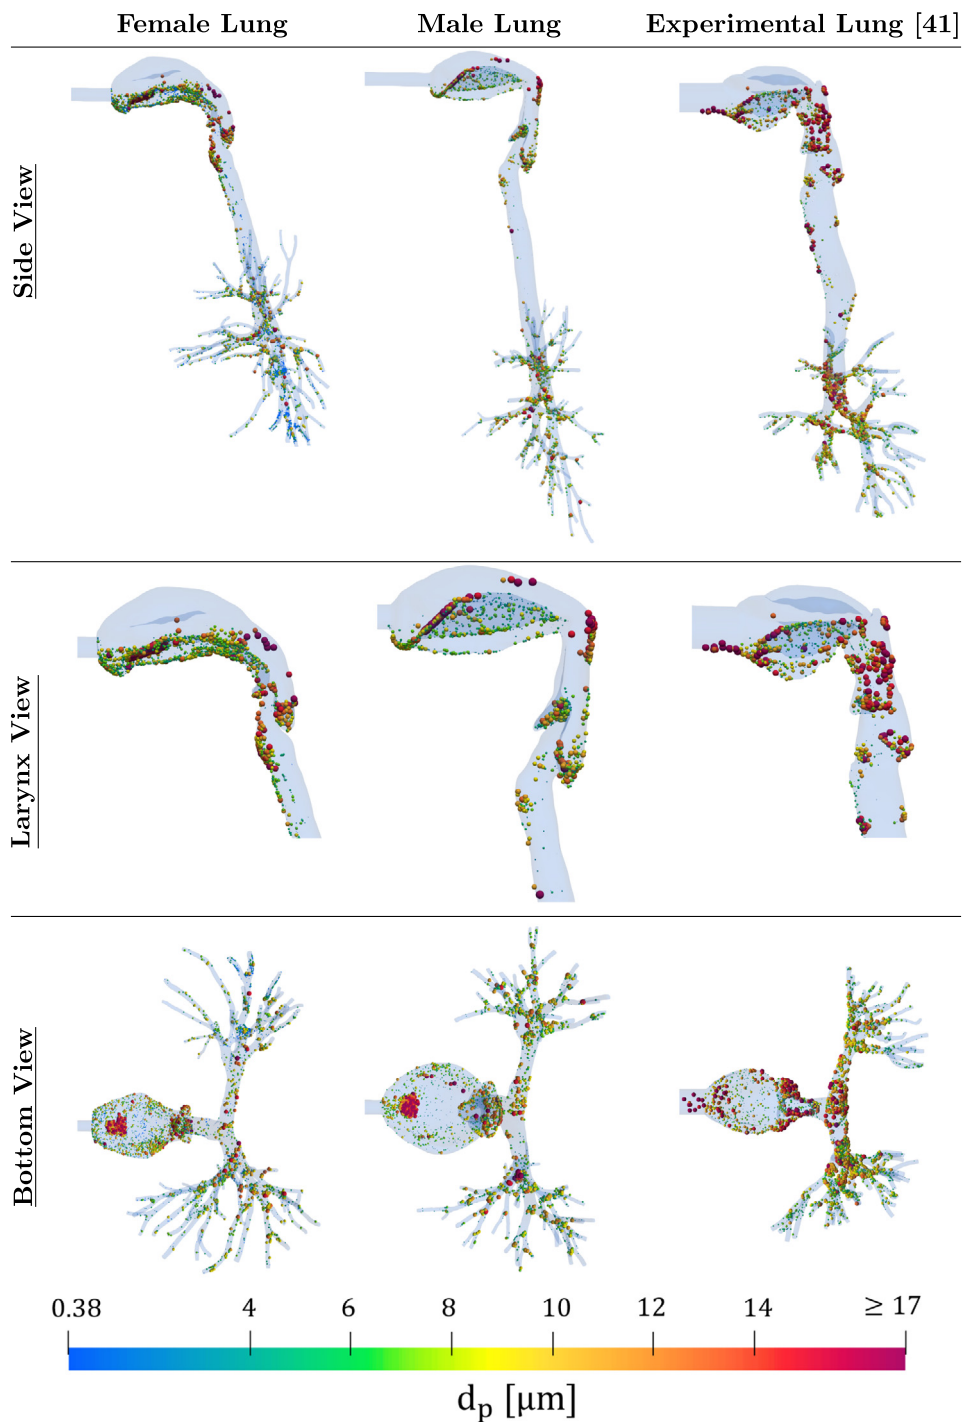 Female Lung Male Lung Experimental Lung [41]
Side View
Larynx View
Bottom View
0.38 4 6 8 10 12 14 ≥ 17
dₚ [μm]